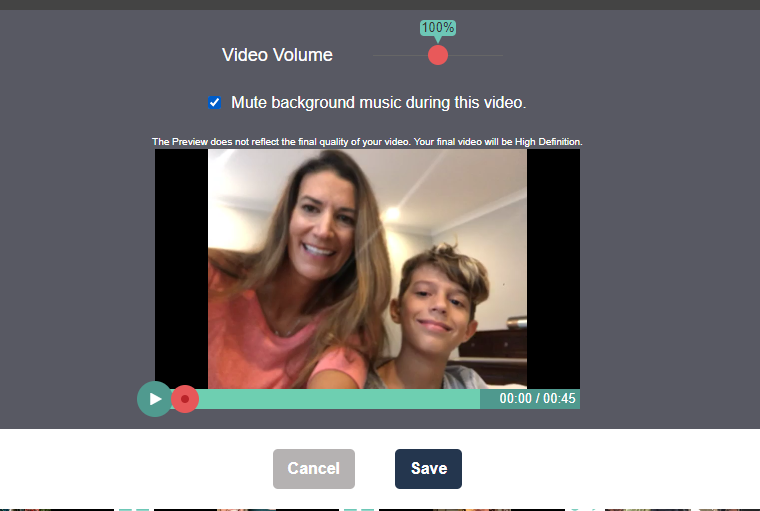 100%
Video Volume
Mute background music during this video.
The Preview does not reflect the final quality of your video. Your final video will be High Definition.
00:00 / 00:45
Cancel
Save